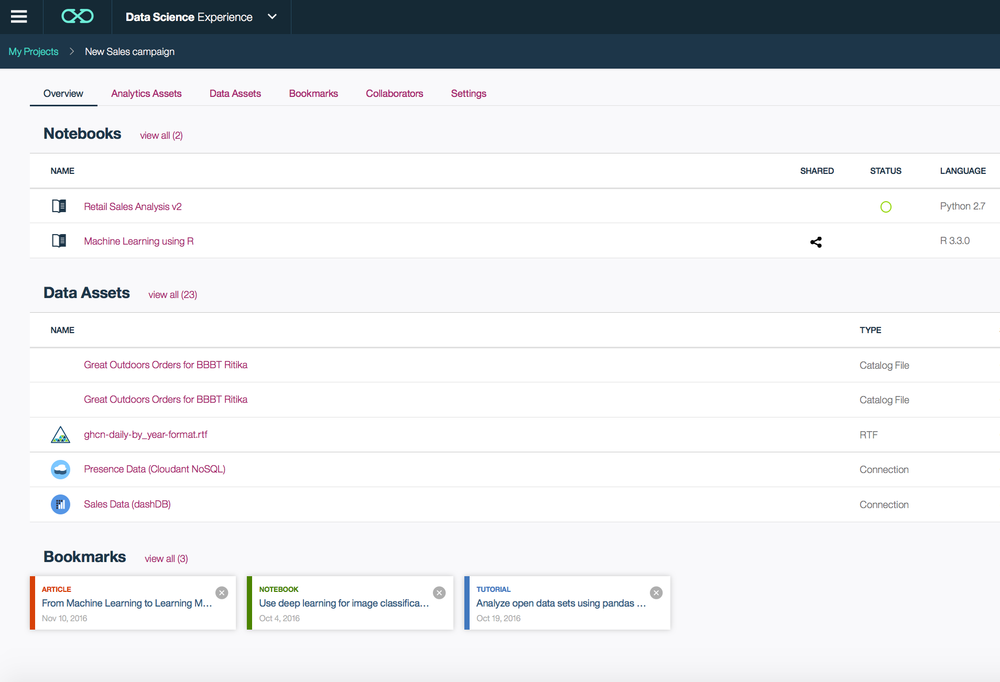 Data Science Experience
My Projects > New Sales campaign
Overview Analytics Assets Data Assets Bookmarks Collaborators Settings
Notebooks view all (2)
NAME SHARED STATUS LANGUAGE
Retail Sales Analysis v2 Python 2.7
Machine Learning using R R 3.3.0
Data Assets view all (23)
NAME TYPE
Great Outdoors Orders for BBBT Ritika Catalog File
Great Outdoors Orders for BBBT Ritika Catalog File
ghcn-daily-by_year-format.rtf RTF
Presence Data (Cloudant NoSQL) Connection
Sales Data (dashDB) Connection
Bookmarks view all (3)
ARTICLE
From Machine Learning to Learning M...
Nov 10, 2016
NOTEBOOK
Use deep learning for image classifica...
Oct 4, 2016
TUTORIAL
Analyze open data sets using pandas ...
Oct 19, 2016